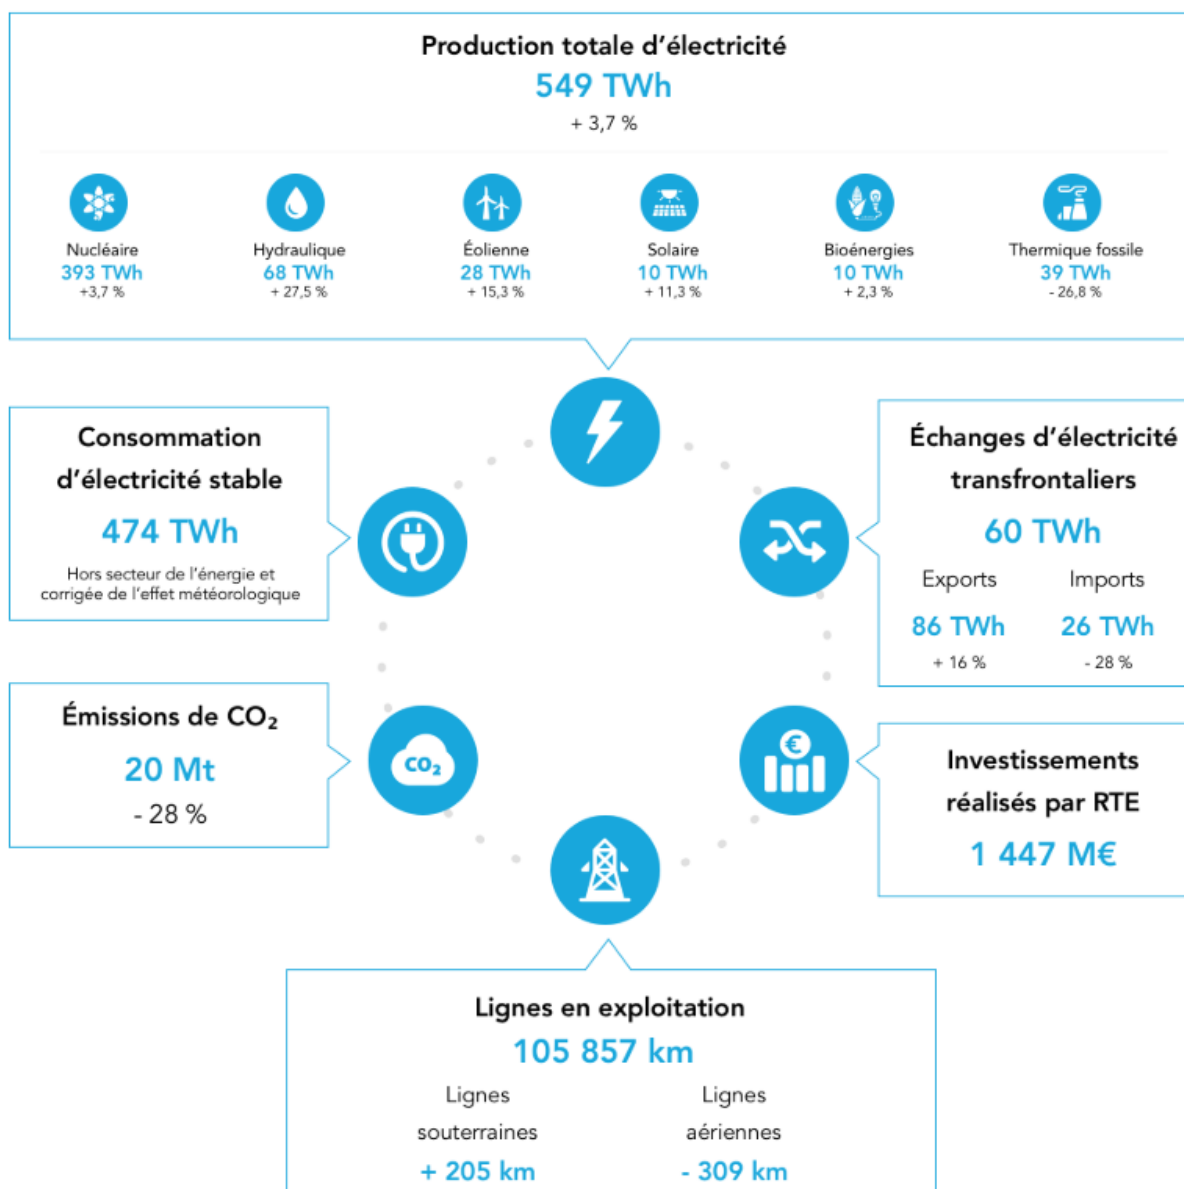 Production totale d'électricité
549 TWh
+ 3,7 %
Nucléaire
393 TWh
+3,7 %
Hydraulique
68 TWh
+ 27,5 %
Éolienne
28 TWh
+ 15,3 %
Solaire
10 TWh
+ 11,3 %
Bioénergies
10 TWh
+ 2,3 %
Thermique fossile
39 TWh
- 26,8 %
Consommation
d'électricité stable
474 TWh
Hors secteur de l'énergie et
corrigée de l'effet météorologique
Échanges d'électricité
transfrontaliers
60 TWh
Exports
86 TWh
+ 16 %
Imports
26 TWh
- 28 %
Émissions de CO₂
20 Mt
- 28 %
CO₂
€
Investissements
réalisés par RTE
1 447 M€
Lignes en exploitation
105 857 km
Lignes
souterraines
+ 205 km
Lignes
aériennes
- 309 km